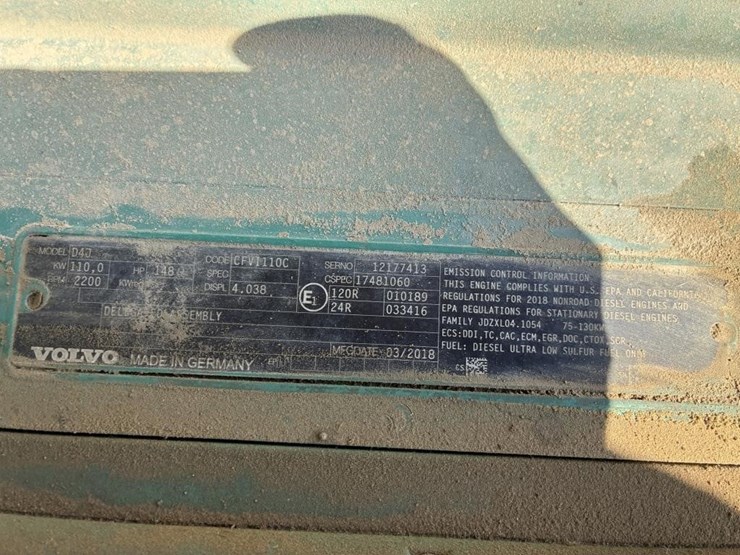 MODEL D4J CODE CFV1110C SERNO 12177413
KW 110,0 HP 148 SPEC CSPEC 17481060
RPM 2200 DISPL 4.038 E1 120R 010189
24R 033416
ASSEMBLY
VOLVO MADE IN GERMANY MFGDATE 03/2018
EMISSION CONTROL INFORMATION
THIS ENGINE COMPLIES WITH U.S. EPA AND CALIFORNIA
REGULATIONS FOR 2018 NONROAD DIESEL ENGINES AND
EPA REGULATIONS FOR STATIONARY DIESEL ENGINES.
FAMILY JDZXL04.1054 75-130KW
ECS:DDI,TC,CAC,ECM,EGR,DOC,CTOX,SCR
FUEL: DIESEL ULTRA LOW SULFUR FUEL ONLY
CS